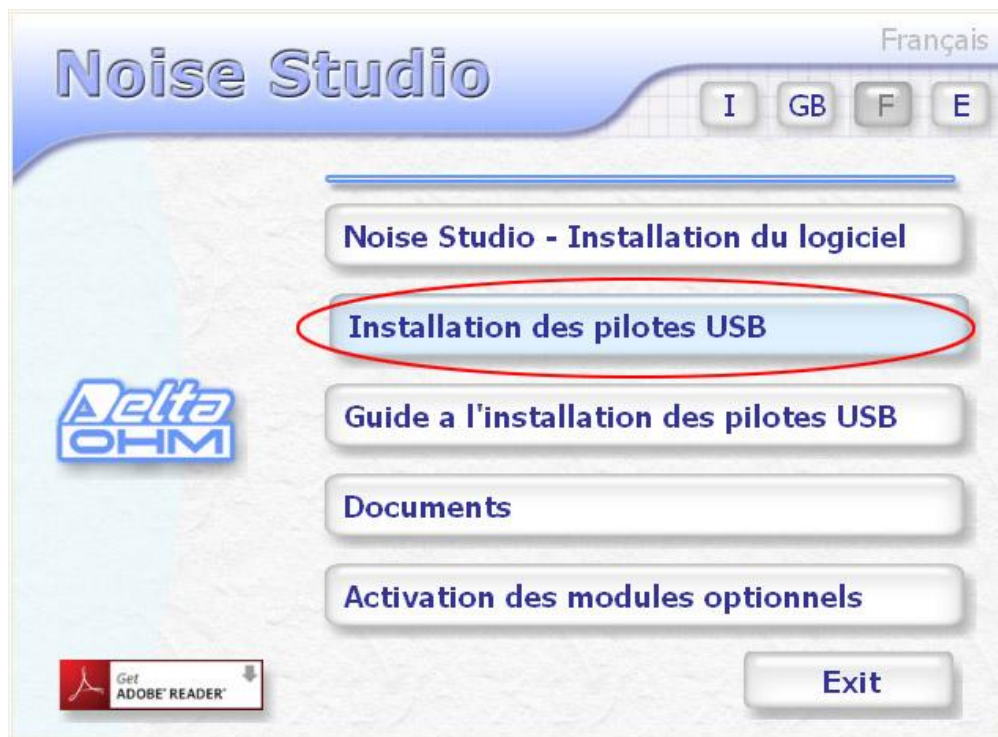 Noise Studio
Français
I GB F E
Noise Studio - Installation du logiciel
Installation des pilotes USB
Guide a l'installation des pilotes USB
Delta
OHM
Documents
Activation des modules optionnels
Get
ADOBE® READER®
Exit